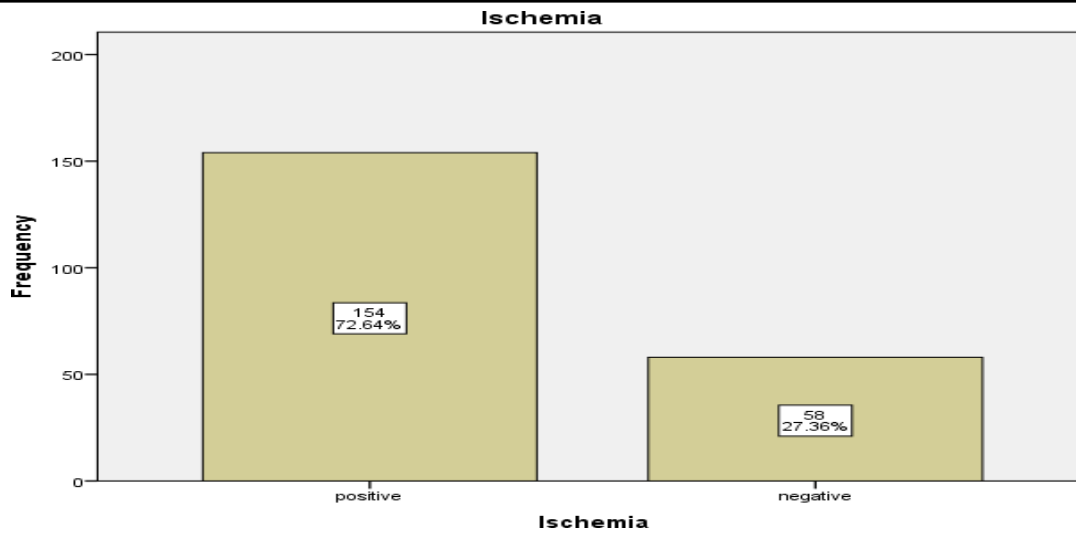 Ischemia
200
150
100
50
0
Frequency
154
72.64%
58
27.36%
positive
negative
Ischemia